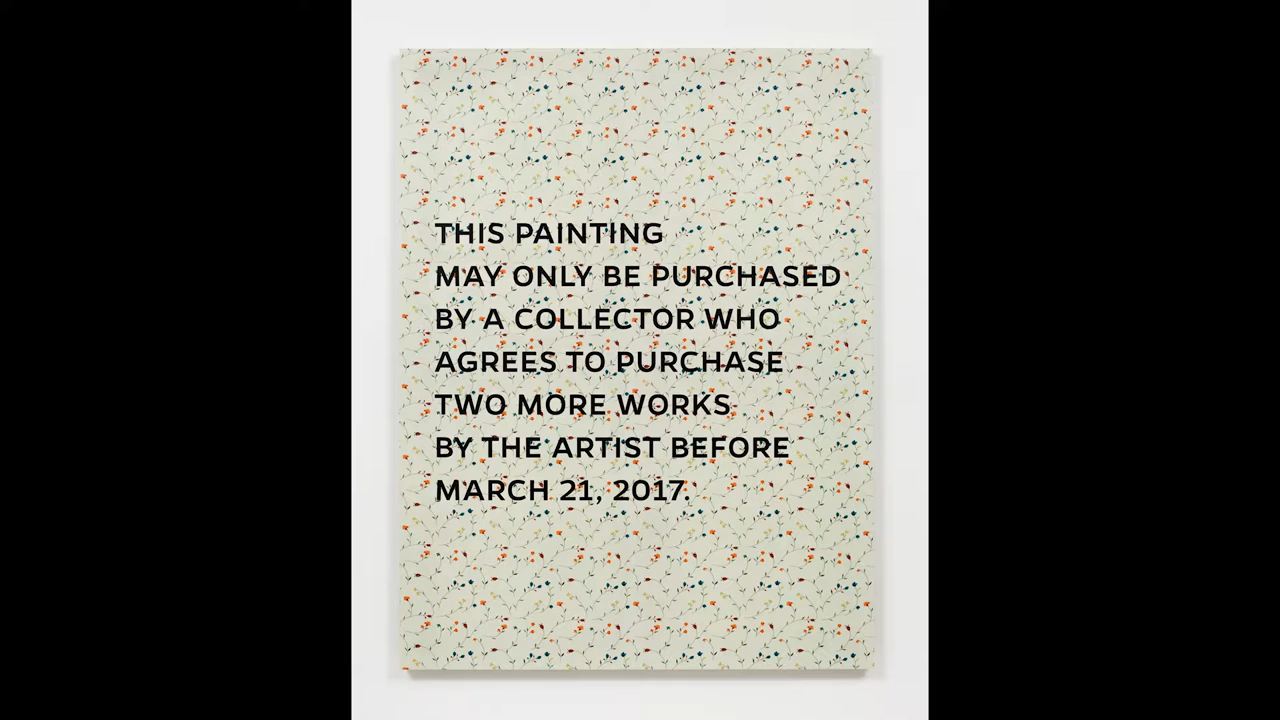 THIS PAINTING
MAY ONLY BE PURCHASED
BY A COLLECTOR WHO
AGREES TO PURCHASE
TWO MORE WORKS
BY THE ARTIST BEFORE
MARCH 21, 2017.